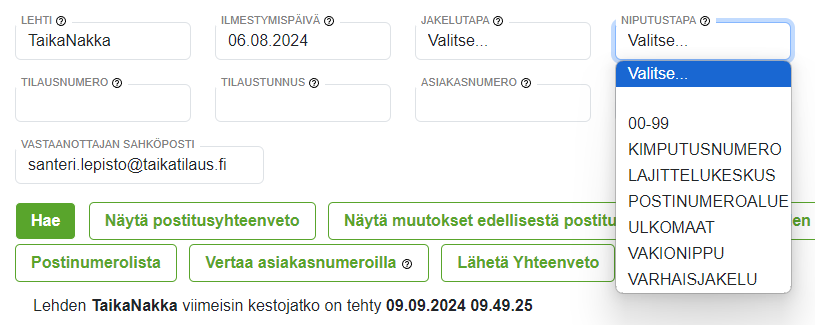 LEHTI ? ILMESTYMISPÄIVÄ ? JAKELUTAPA ? NIPUTUSTAPA ?
TaikaNakka 06.08.2024 Valitse... Valitse...
Valitse...
TILAUSNUMERO ? TILAUSTUNNUS ? ASIAKASNUMERO ?
00-99
KIMPUTUSNUMERO
LAJITTELUKESKUS
POSTINUMEROALUE
ULKOMAAT
VAKIONIPPU
VARHAISJAKELU
VASTAANOTTAJAN SÄHKÖPOSTI
santeri.lepisto@taikatilaus.fi
Hae Näytä postitusyhteenveto Näytä muutokset edellisestä postitu en
Postinumerolista Vertaa asiakasnumeroilla ? Lähetä Yhteenveto
Lehden TaikaNakka viimeisin kestojatko on tehty 09.09.2024 09.49.25